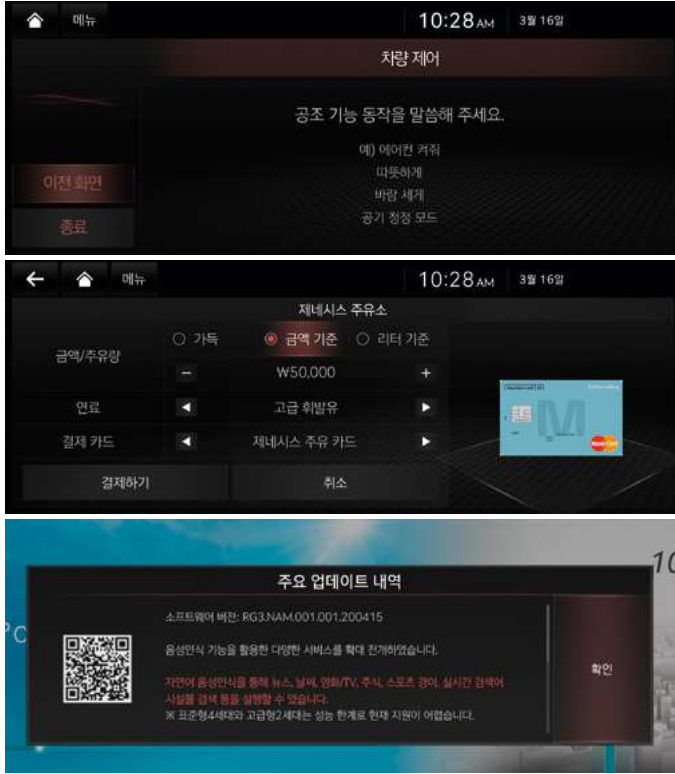 메뉴
10:28 AM 3월 16일
차량 제어
공조 기능 동작을 말씀해 주세요.
예) 에어컨 켜줘
따뜻하게
바람 세게
공기 청정 모드
이전 화면
종료
메뉴
10:28 AM 3월 16일
제네시스 주유소
금액/주유량
가득 금액 기준 리터 기준
− ₩50,000 +
연료
고급 휘발유
결제 카드
제네시스 주유 카드
결제하기
취소
10
°C
주요 업데이트 내역
소프트웨어 버전: RG3.NAM.001.001.200415
음성인식 기능을 활용한 다양한 서비스를 확대 전개하였습니다.
자연어 음성인식을 통해 뉴스, 날씨, 영화/TV, 주식, 스포츠 경이, 실시간 검색어
시설물 검색 등을 실행할 수 있습니다.
※ 표준형4세대와 고급형2세대는 성능 한계로 현재 지원이 어렵습니다.
확인